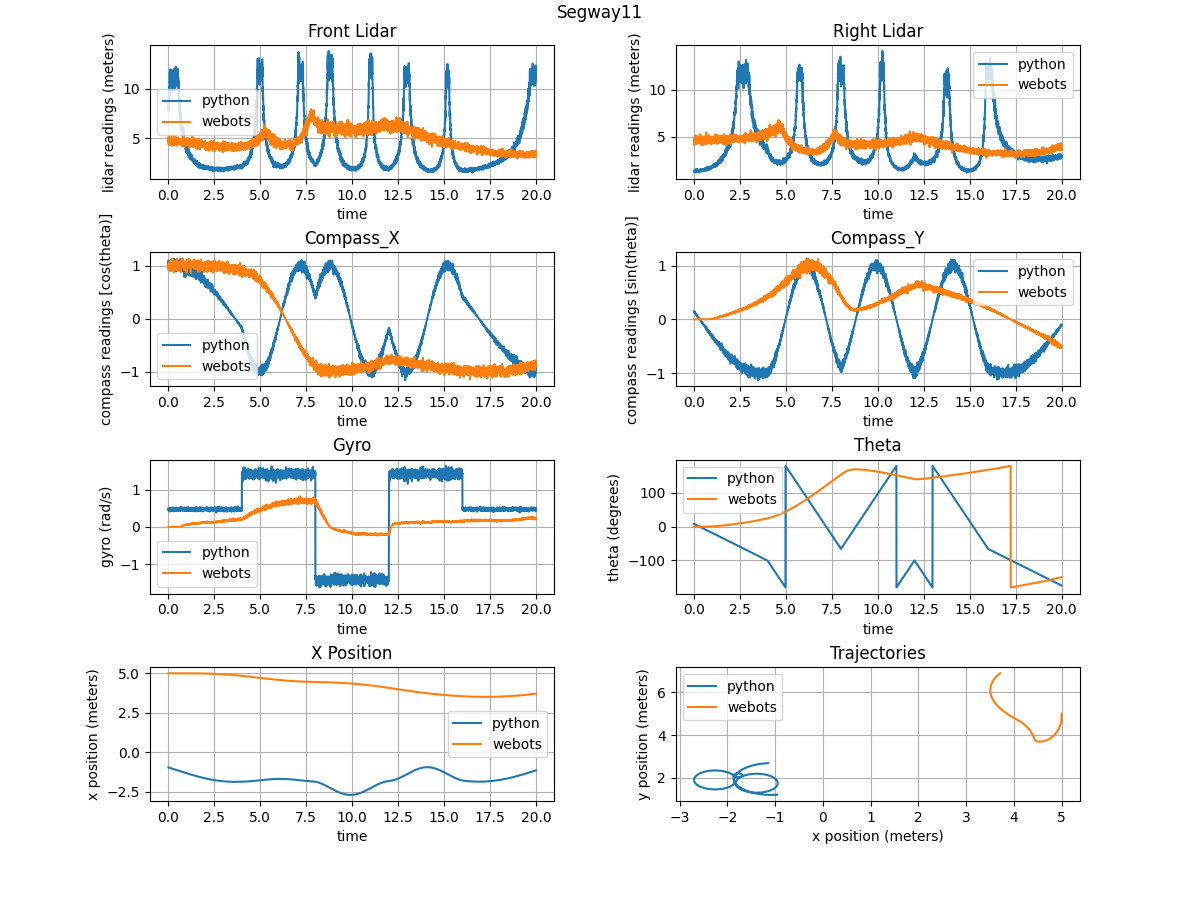 Segway11
Front Lidar
lidar readings (meters)
10
5
python
webots
0.0 2.5 5.0 7.5 10.0 12.5 15.0 17.5 20.0
time
Right Lidar
lidar readings (meters)
10
5
python
webots
0.0 2.5 5.0 7.5 10.0 12.5 15.0 17.5 20.0
time
Compass_X
compass readings [cos(theta)]
1
0
−1
python
webots
0.0 2.5 5.0 7.5 10.0 12.5 15.0 17.5 20.0
time
Compass_Y
compass readings [sin(theta)]
1
0
−1
python
webots
0.0 2.5 5.0 7.5 10.0 12.5 15.0 17.5 20.0
time
Gyro
gyro (rad/s)
1
0
−1
python
webots
0.0 2.5 5.0 7.5 10.0 12.5 15.0 17.5 20.0
time
Theta
theta (degrees)
100
0
−100
python
webots
0.0 2.5 5.0 7.5 10.0 12.5 15.0 17.5 20.0
time
X Position
x position (meters)
5.0
2.5
0.0
−2.5
python
webots
0.0 2.5 5.0 7.5 10.0 12.5 15.0 17.5 20.0
time
Trajectories
y position (meters)
6
4
2
python
webots
−3 −2 −1 0 1 2 3 4 5
x position (meters)